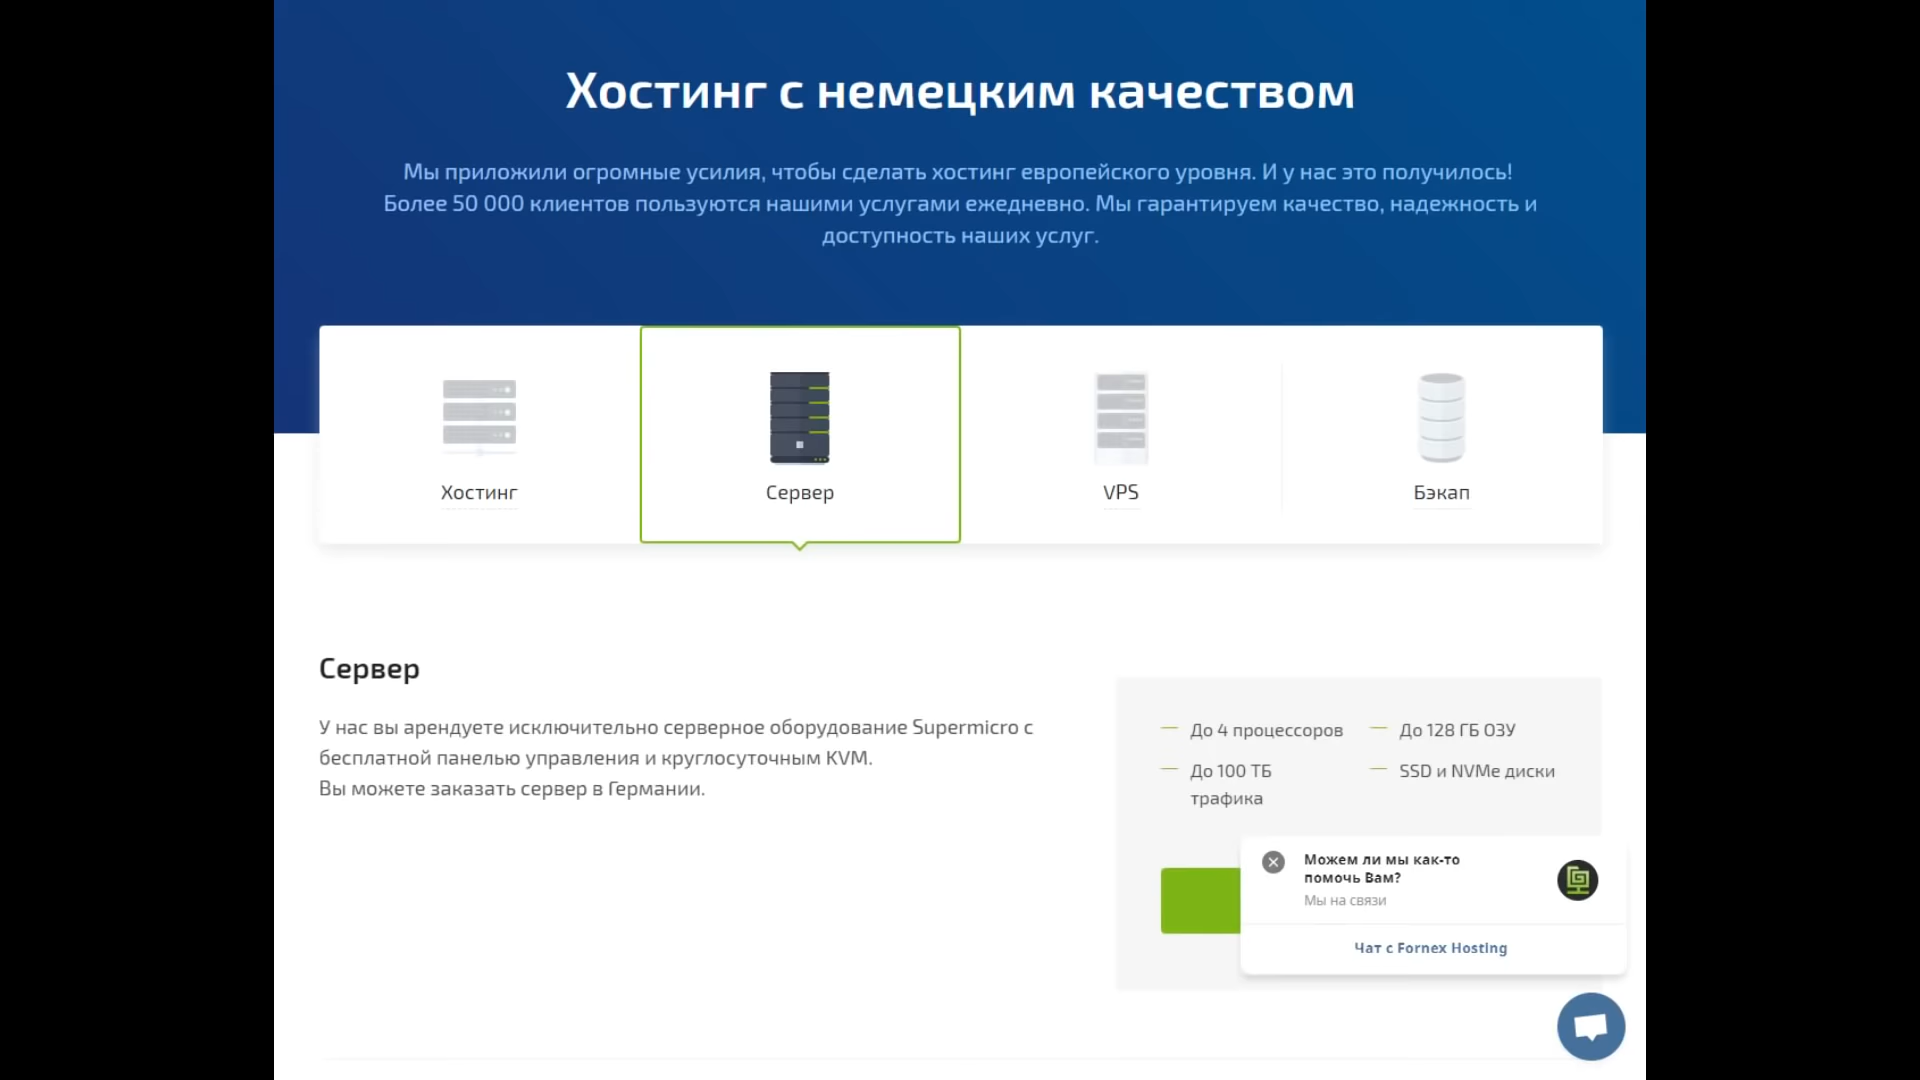 Хостинг с немецким качеством
Мы приложили огромные усилия, чтобы сделать хостинг европейского уровня. И у нас это получилось!
Более 50 000 клиентов пользуются нашими услугами ежедневно. Мы гарантируем качество, надежность и
доступность наших услуг.
Хостинг
Сервер
VPS
Бэкап
Сервер
У нас вы арендуете исключительно серверное оборудование Supermicro с
бесплатной панелью управления и круглосуточным KVM.
Вы можете заказать сервер в Германии.
До 4 процессоров
До 128 ГБ ОЗУ
До 100 ТБ
трафика
SSD и NVMe диски
Можем ли мы как-то
помочь Вам?
Мы на связи
Чат с Fornex Hosting